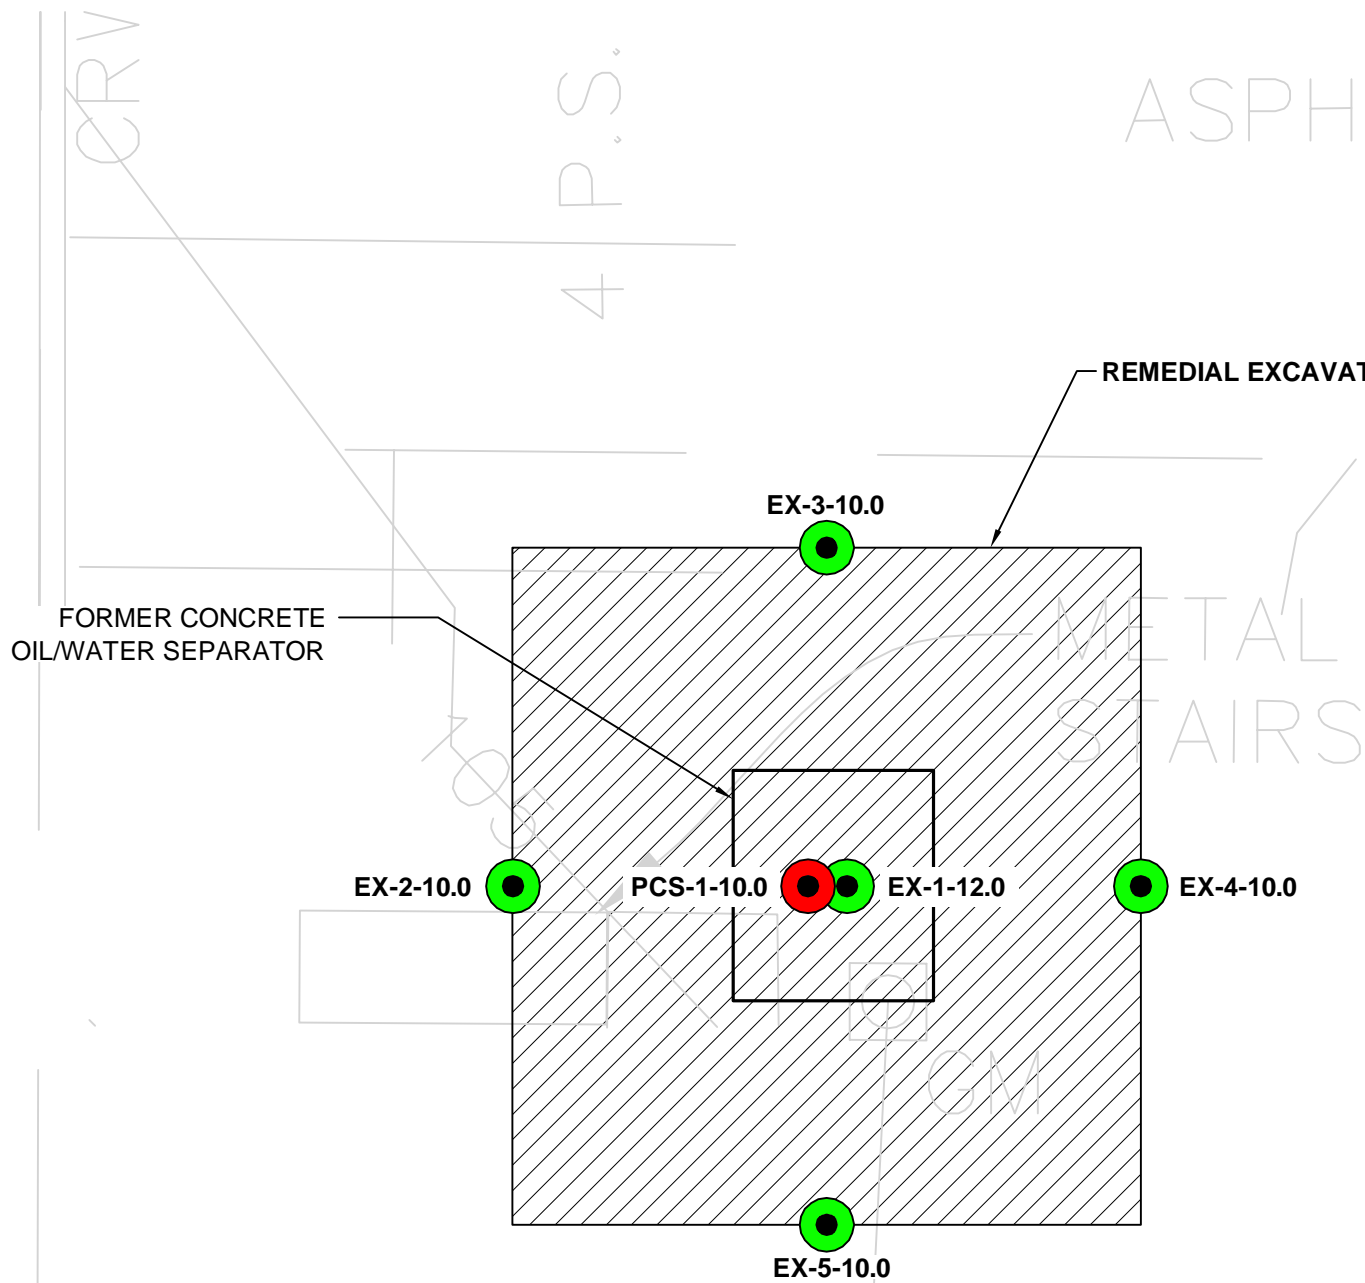 CRW
4 P.S.
ASPH
REMEDIAL EXCAVAT
EX-3-10.0
FORMER CONCRETE
OIL/WATER SEPARATOR
METAL
STAIRS
EX-2-10.0
PCS-1-10.0
EX-1-12.0
EX-4-10.0
GM
EX-5-10.0